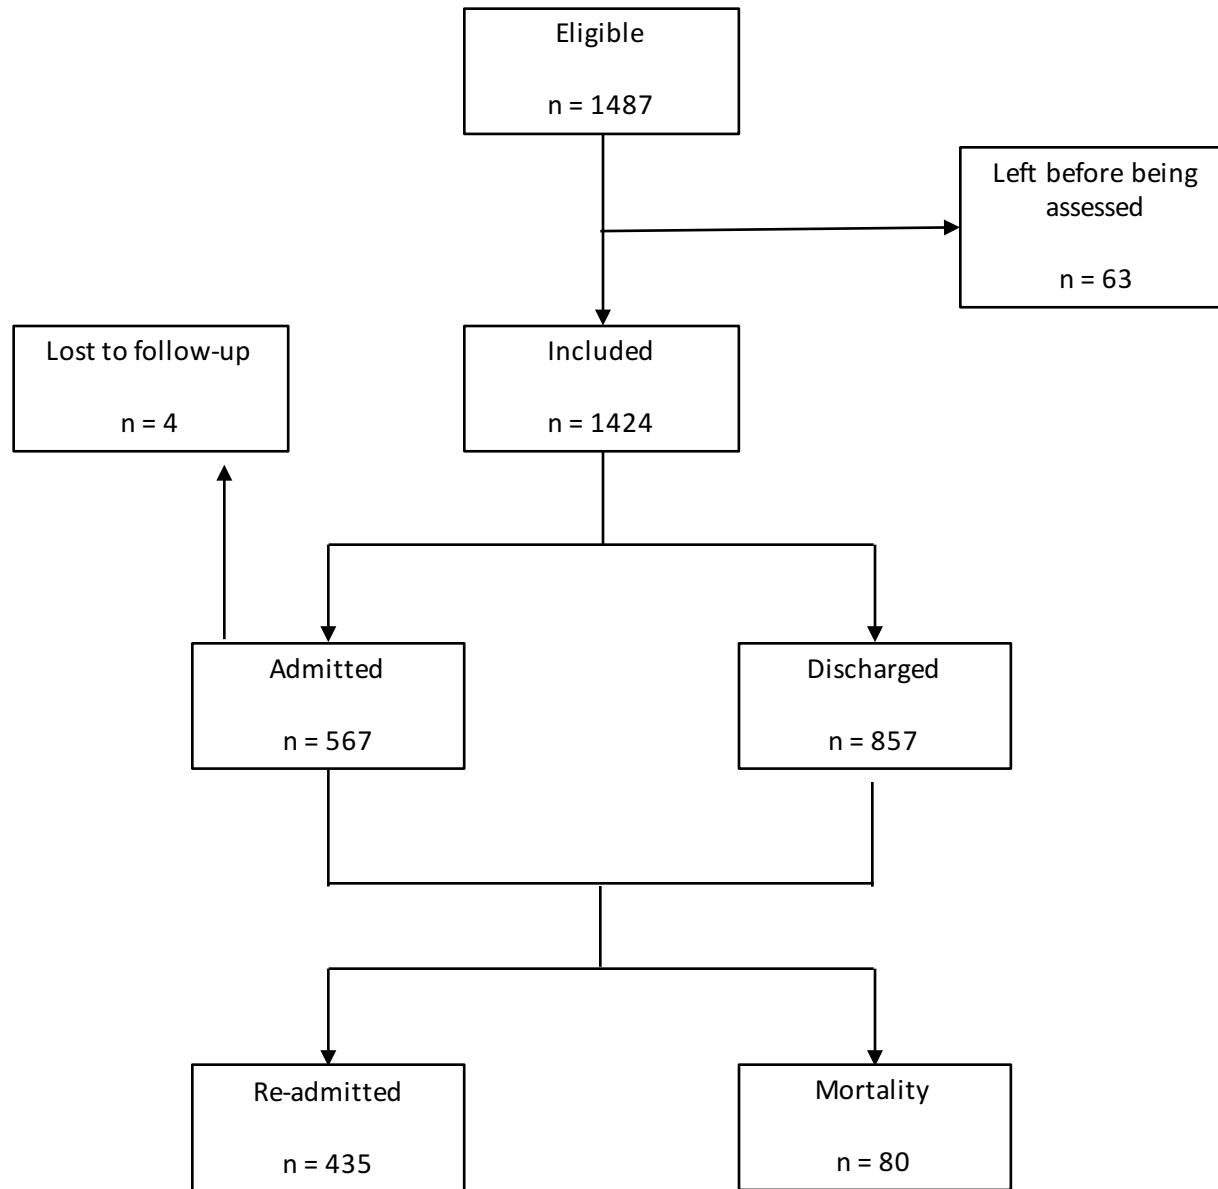 Eligible
n = 1487
Left before being
assessed
n = 63
Lost to follow-up
n = 4
Included
n = 1424
Admitted
n = 567
Discharged
n = 857
Re-admitted
n = 435
Mortality
n = 80